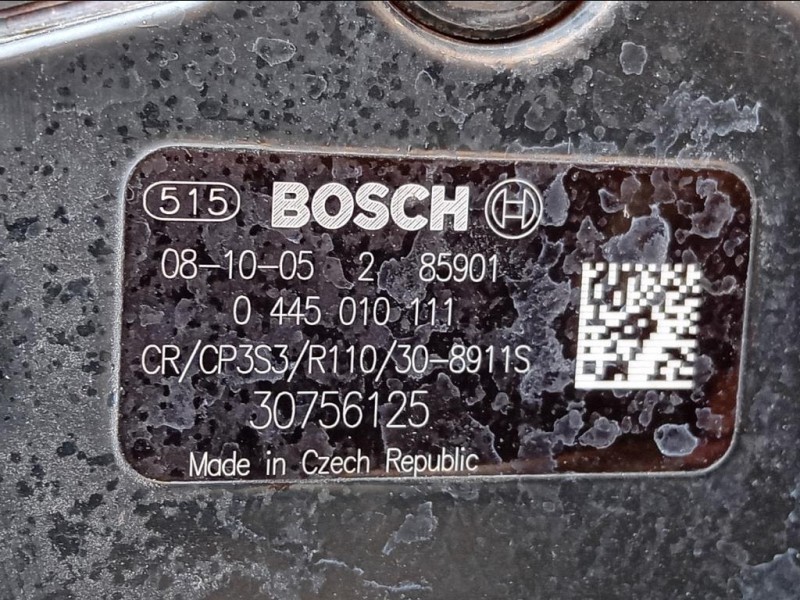 515 BOSCH
08-10-05 2 85901
0 445 010 111
CR/CP3S3/R110/30-8911S
30756125
Made in Czech Republic